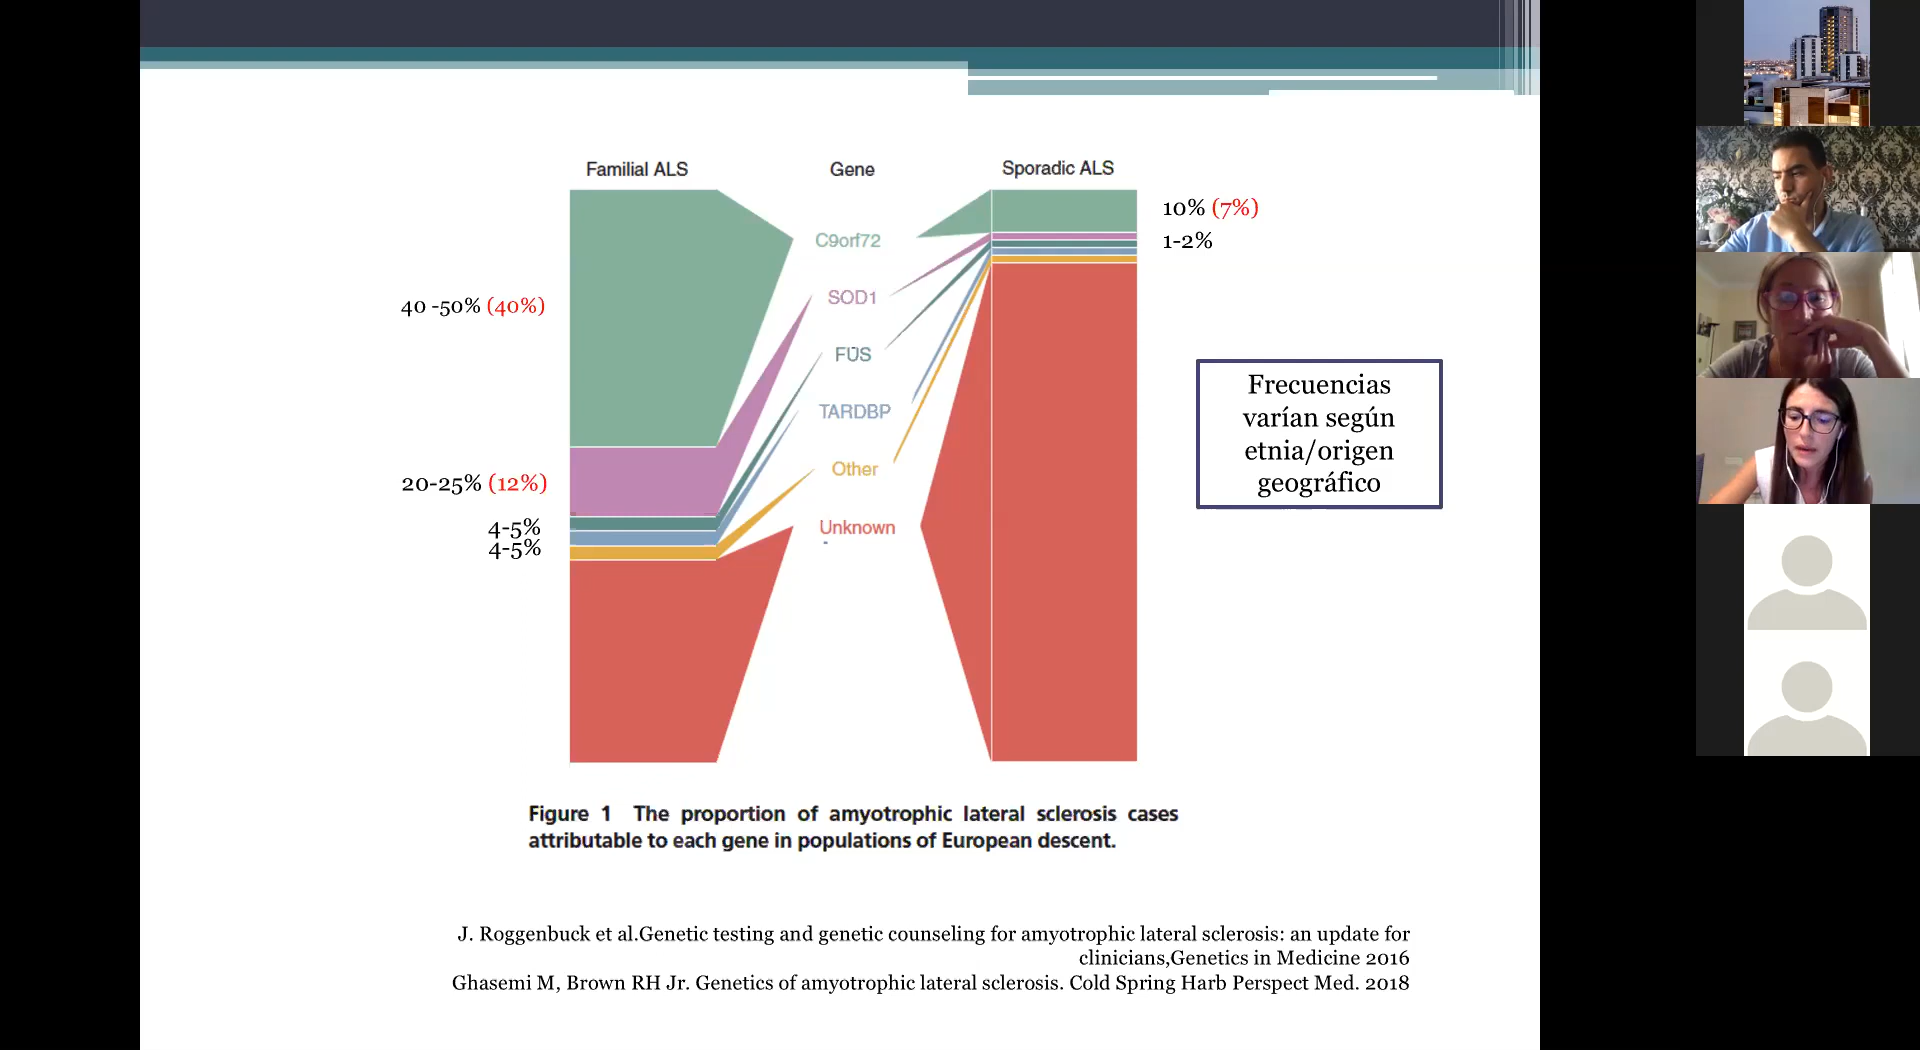 Familial ALS
Gene
Sporadic ALS
C9orf72
SOD1
FUS
TARDBP
Other
Unknown
40 -50% (40%)
20-25% (12%)
4-5%
4-5%
10% (7%)
1-2%
Frecuencias
varían según
etnia/origen
geográfico
Figure 1 The proportion of amyotrophic lateral sclerosis cases
attributable to each gene in populations of European descent.
J. Roggenbuck et al.Genetic testing and genetic counseling for amyotrophic lateral sclerosis: an update for
clinicians,Genetics in Medicine 2016
Ghasemi M, Brown RH Jr. Genetics of amyotrophic lateral sclerosis. Cold Spring Harb Perspect Med. 2018